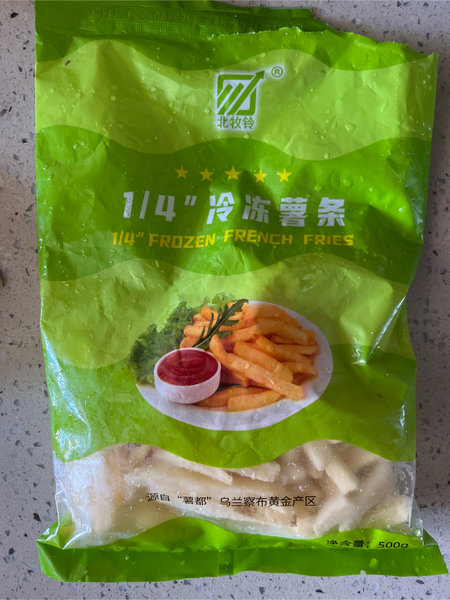 ®
北牧铃
1/4" 冷冻薯条
1/4" FROZEN FRENCH FRIES
源自“薯都”乌兰察布黄金产区
净含量:500g